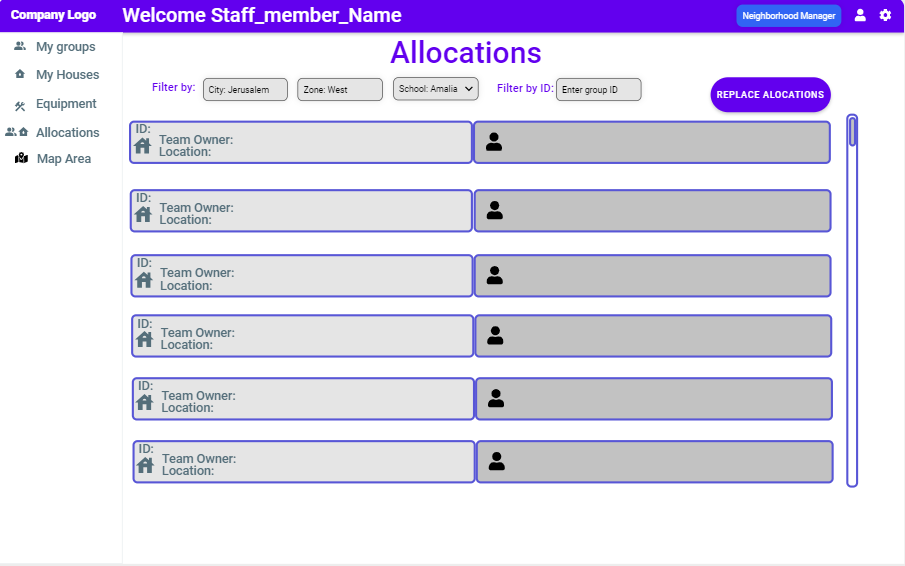 Company Logo
Welcome Staff_member_Name
Neighborhood Manager
My groups
My Houses
Equipment
Allocations
Map Area
Allocations
Filter by:
City: Jerusalem
Zone: West
School: Amalia
Filter by ID:
Enter group ID
REPLACE ALOCATIONS
ID:
Team Owner:
Location:
ID:
Team Owner:
Location:
ID:
Team Owner:
Location:
ID:
Team Owner:
Location:
ID:
Team Owner:
Location:
ID:
Team Owner:
Location: